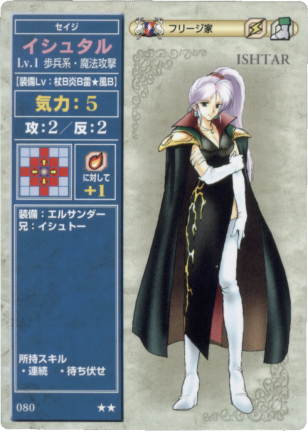 セイジ
イシュタル
Lv.1 歩兵系・魔法攻撃
[装備Lv:杖B炎B雷★風B]
気力:5
攻:2/反:2
に対して
+1
装備:エルサンダー
兄:イシュトー
所持スキル
・連続 ・待ち伏せ
080 ★★
フリージ家
ISHTAR